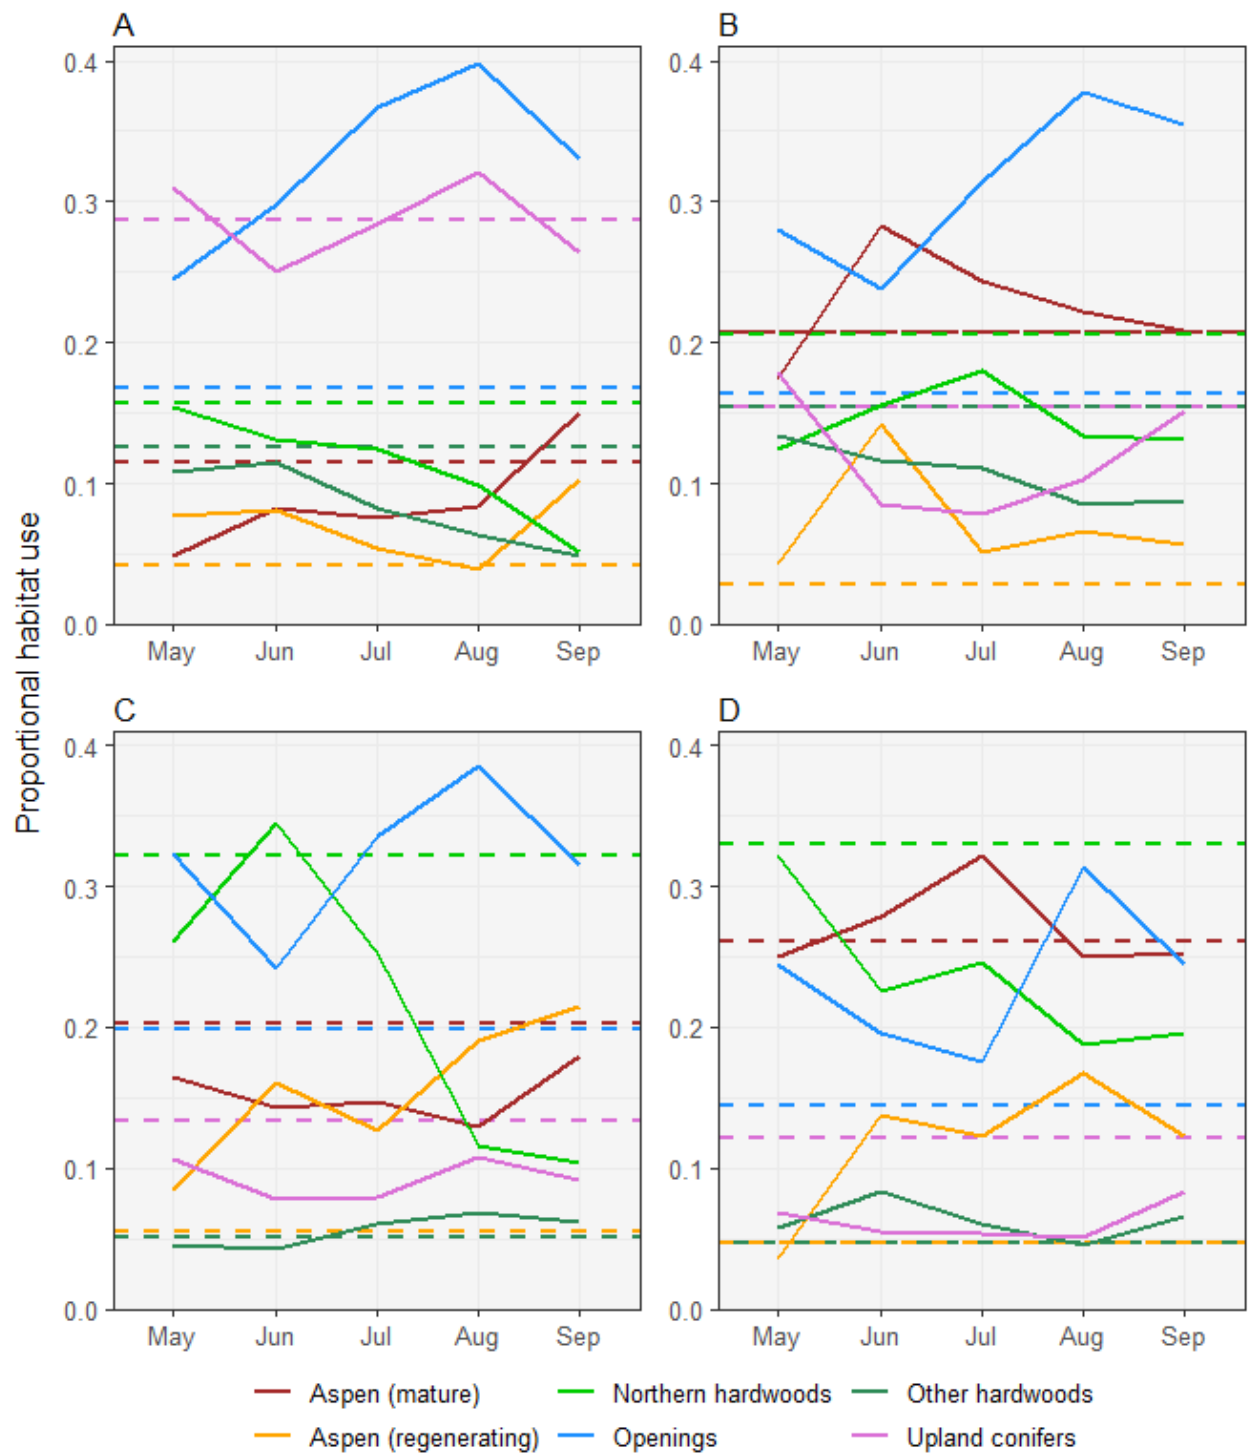 A
B
0.4
0.3
0.2
0.1
0.0
May Jun Jul Aug Sep
0.4
0.3
0.2
0.1
0.0
May Jun Jul Aug Sep
Proportional habitat use
C
D
0.4
0.3
0.2
0.1
0.0
May Jun Jul Aug Sep
0.4
0.3
0.2
0.1
0.0
May Jun Jul Aug Sep
Aspen (mature) Northern hardwoods Other hardwoods
Aspen (regenerating) Openings Upland conifers